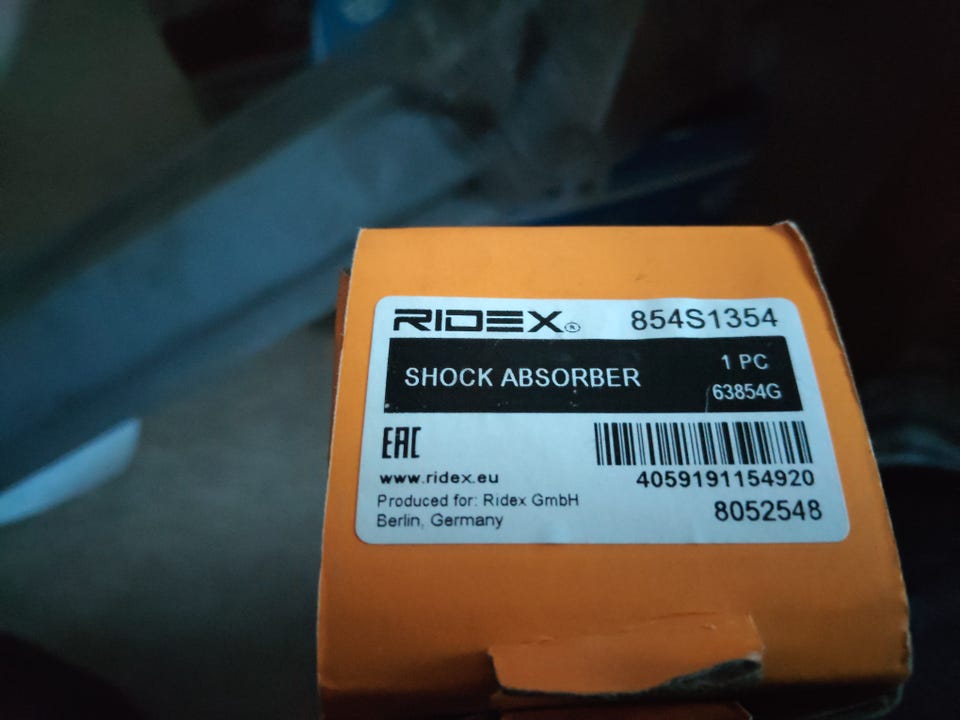 RIDEX® 854S1354
SHOCK ABSORBER 1 PC
63854G
EAC
www.ridex.eu 4059191154920
Produced for: Ridex GmbH
Berlin, Germany 8052548